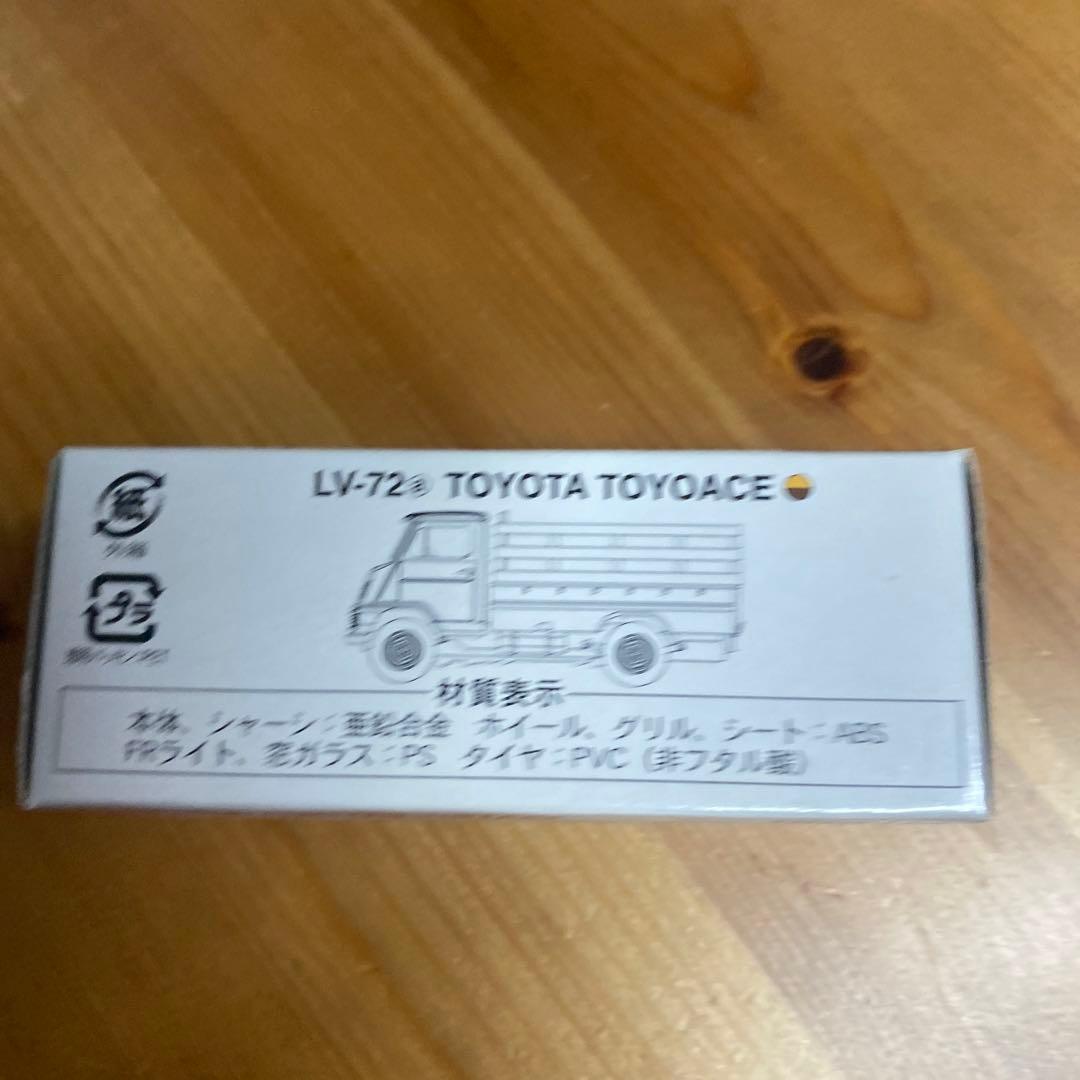 LV-72ⓐ TOYOTA TOYOACE
紙
外箱
プラ
材質表示
本体、シャーシ：亜鉛合金　ホイール、グリル、シート：ABS
FRライト、窓ガラス：PS　タイヤ：PVC（非フタル酸）